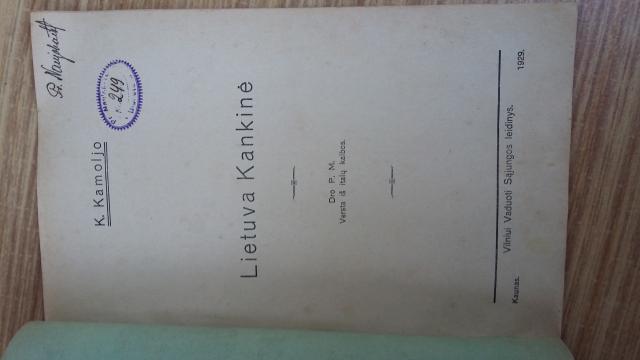 K. Kamoljo
249
Lietuva Kankinė
Dro P. M.
Versta iš italų kalbos.
Vilniui Vaduoti Sąjungos leidinys.
Kaunas. 1929.